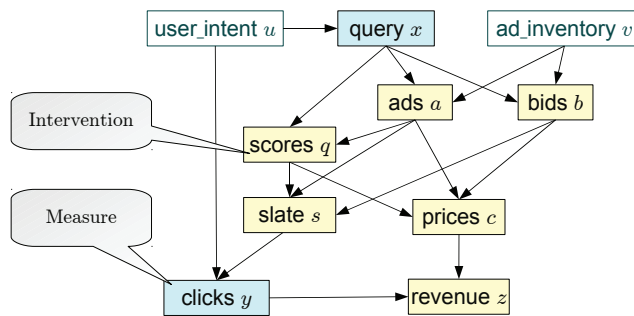 user_intent u
query x
ad_inventory v
ads a
bids b
Intervention
scores q
Measure
slate s
prices c
clicks y
revenue z